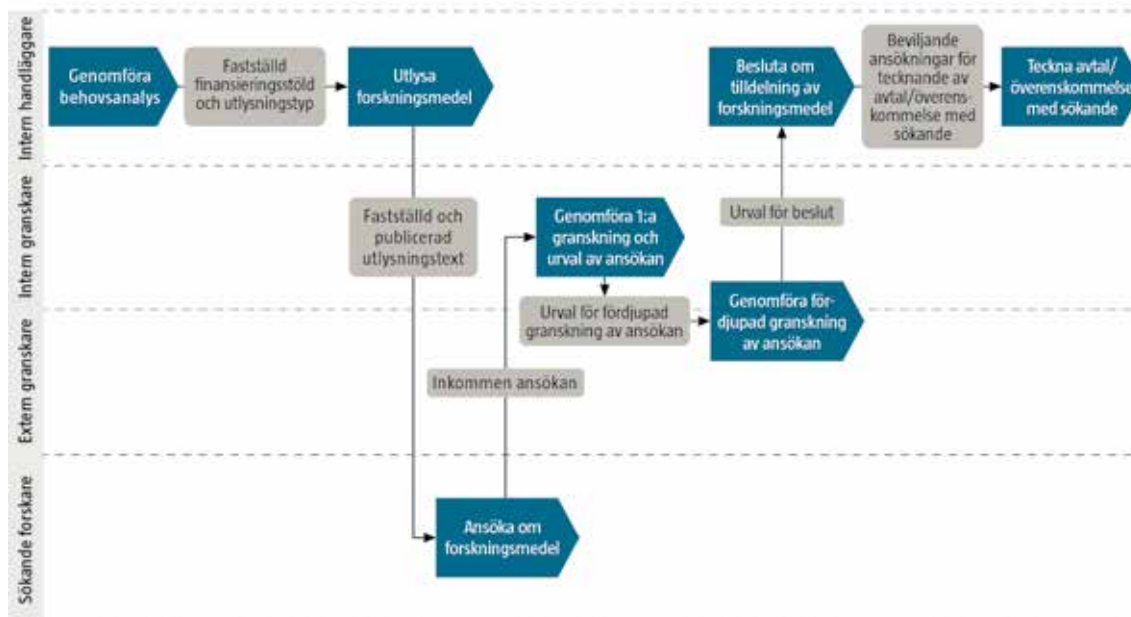 Intern handläggare
Genomföra
behovsanalys
Fastställd
finansieringsstöld
och utlysningstyp
Utlysa
forskningsmedel
Besluta om
tilldelning av
forskningsmedel
Beviljande
ansökningar för
tecknande av
avtal/överens-
kommelse med
sökande
Teckna avtal/
överenskommelse
med sökande
Intern granskare
Fastställd och
publicerad
utlysningstext
Genomföra 1:a
granskning och
urval av ansökan
Urval för beslut
Urval för fördjupad
granskning av ansökan
Genomföra för-
djupad granskning
av ansökan
Extern granskare
Inkommen ansökan
Sökande forskare
Ansöka om
forskningsmedel